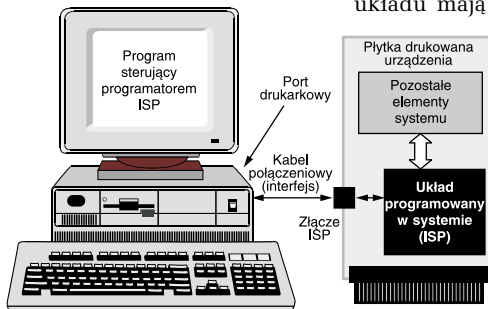 układu mają
Program
sterujący
programatorem
ISP
Port
drukarkowy
Kabel
połączeniowy
(interfejs)
Złącze
ISP
Płytka drukowana
urządzenia
Pozostałe
elementy
systemu
Układ
programowany
w systemie
(ISP)